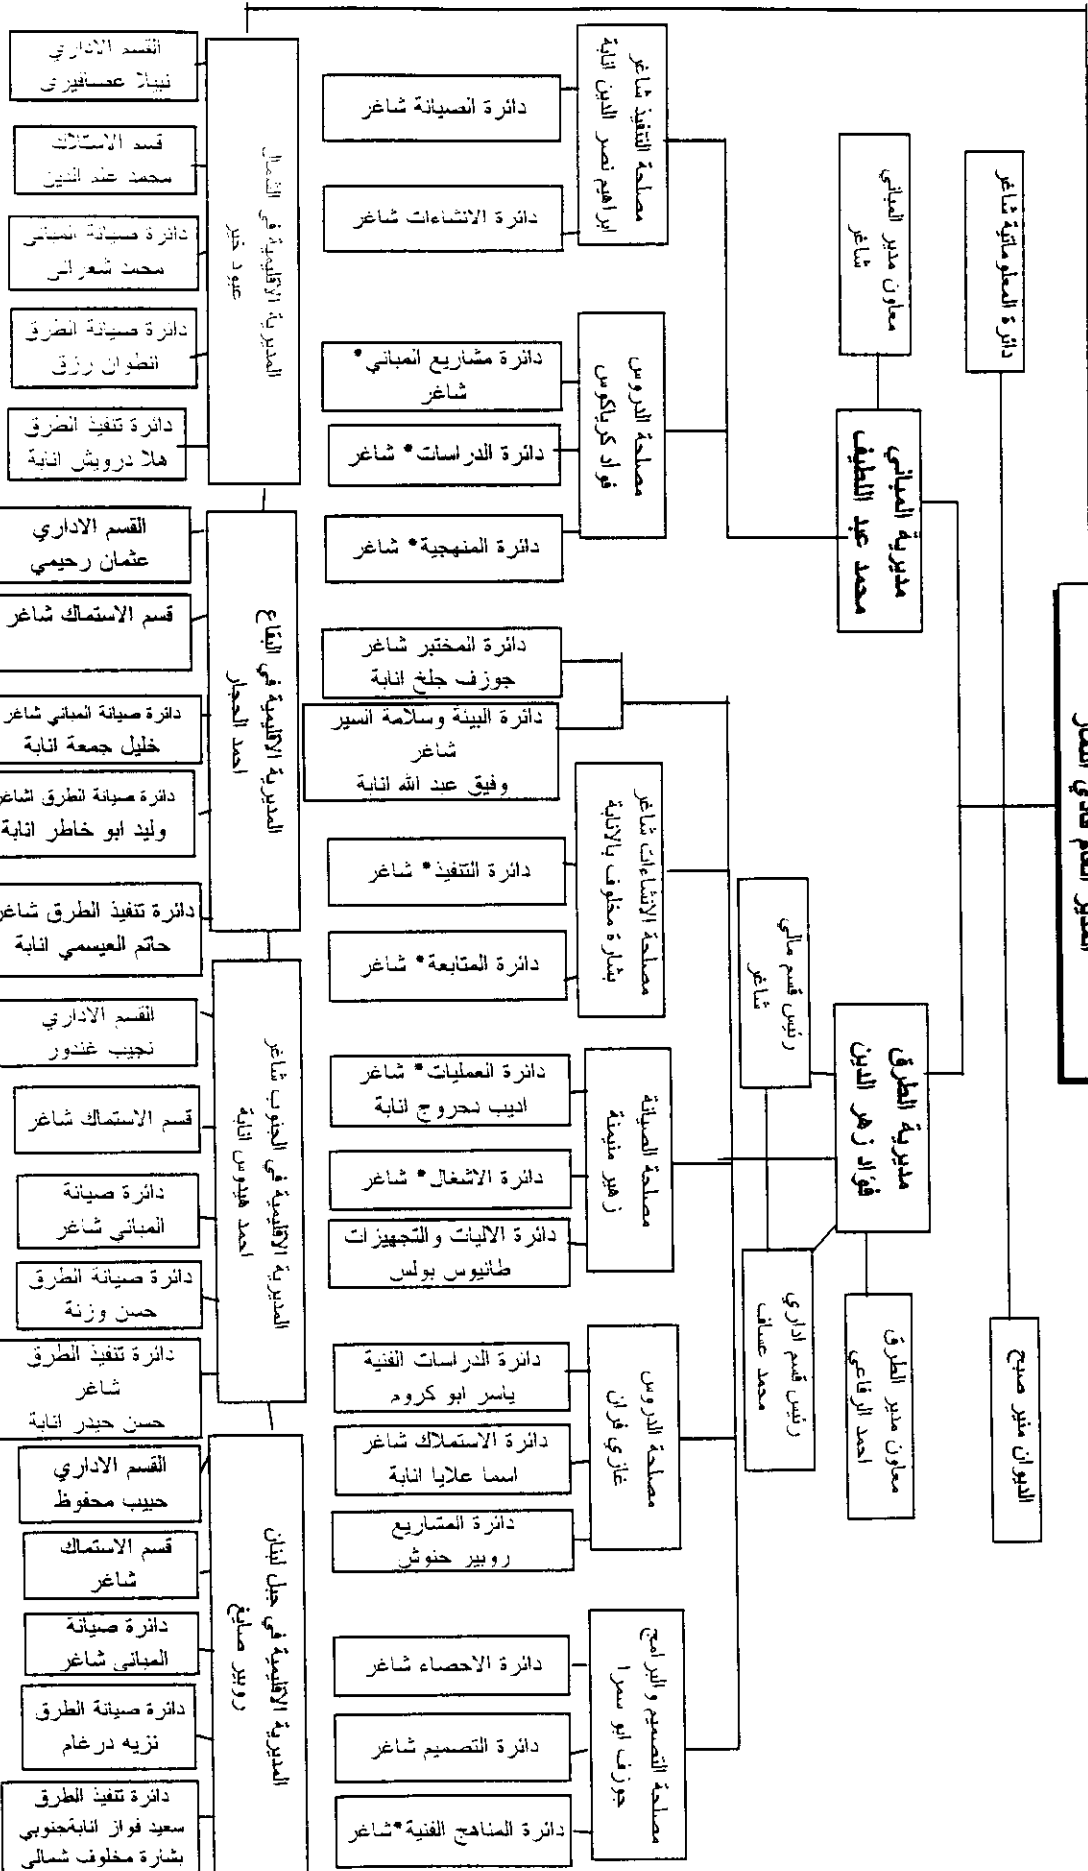 المدير العام فادي النمار
دائرة المعلوماتية شاغر
الديوان منير صبح
معاون مدير المباني
شاغر
مديرية المباني
محمد عبد اللطيف
مديرية الطرق
فؤاد زهر الدين
معاون مدير الطرق
احمد الرفاعي
رئيس قسم مالي
شاغر
رئيس قسم اداري
محمد عساف
مصلحة التنفيذ شاغر
ابراهيم نصر الدين انابة
دائرة الصيانة شاغر
دائرة الانشاءات شاغر
مصلحة الدروس
فواد كرياكوس
دائرة مشاريع المباني*
شاغر
دائرة الدراسات* شاغر
دائرة المنهجية* شاغر
دائرة المختبر شاغر
جوزف جلخ انابة
دائرة البيئة وسلامة السير
شاغر
وفيق عبد الله انابة
مصلحة الانشاءات شاغر
بشارة مخلوف بالانابة
دائرة التنفيذ* شاغر
دائرة المتابعة* شاغر
مصلحة الصيانة
زهير منيمنة
دائرة العمليات* شاغر
اديب دحروج انابة
دائرة الاشغال* شاغر
دائرة الاليات والتجهيزات
طانيوس بولس
مصلحة الدروس
غازي فران
دائرة الدراسات الفنية
ياسر ابو كروم
دائرة الاستملاك شاغر
اسما علايا انابة
دائرة المشاريع
روبير حنوش
مصلحة التصميم والبرامج
جوزف ابو سمرا
دائرة الاحصاء شاغر
دائرة التصميم شاغر
دائرة المناهج الفنية*شاغر
المديرية الاقليمية في الشمال
عبود خير
القسم الاداري
نبيلا عصافيري
قسم الاستلاك
محمد علم الدين
دائرة صيانة المباني
محمد شعراني
دائرة صيانة الطرق
انطوان رزق
دائرة تنفيذ الطرق
هلا درويش انابة
المديرية الاقليمية في البقاع
احمد الحجار
القسم الاداري
عثمان رحيمي
قسم الاستماك شاغر
دائرة صيانة المباني شاغر
خليل جمعة انابة
دائرة صيانة الطرق اشاغر
وليد ابو خاطر انابة
دائرة تنفيذ الطرق شاغر
حاتم العيسمي انابة
المديرية الاقليمية في الجنوب شاغر
احمد هيدوس انابة
القسم الاداري
نجيب غندور
قسم الاستماك شاغر
دائرة صيانة
المباني شاغر
دائرة صيانة الطرق
حسن وزنة
دائرة تنفيذ الطرق
شاغر
حسن حيدر انابة
المديرية الاقليمية في جبل لبنان
روبير صايغ
القسم الاداري
حبيب محفوظ
قسم الاستماك
شاغر
دائرة صيانة
المباني شاغر
دائرة صيانة الطرق
نزيه درغام
دائرة تنفيذ الطرق
سعيد فواز انابةجنوبي
بشارة مخلوف شمالي